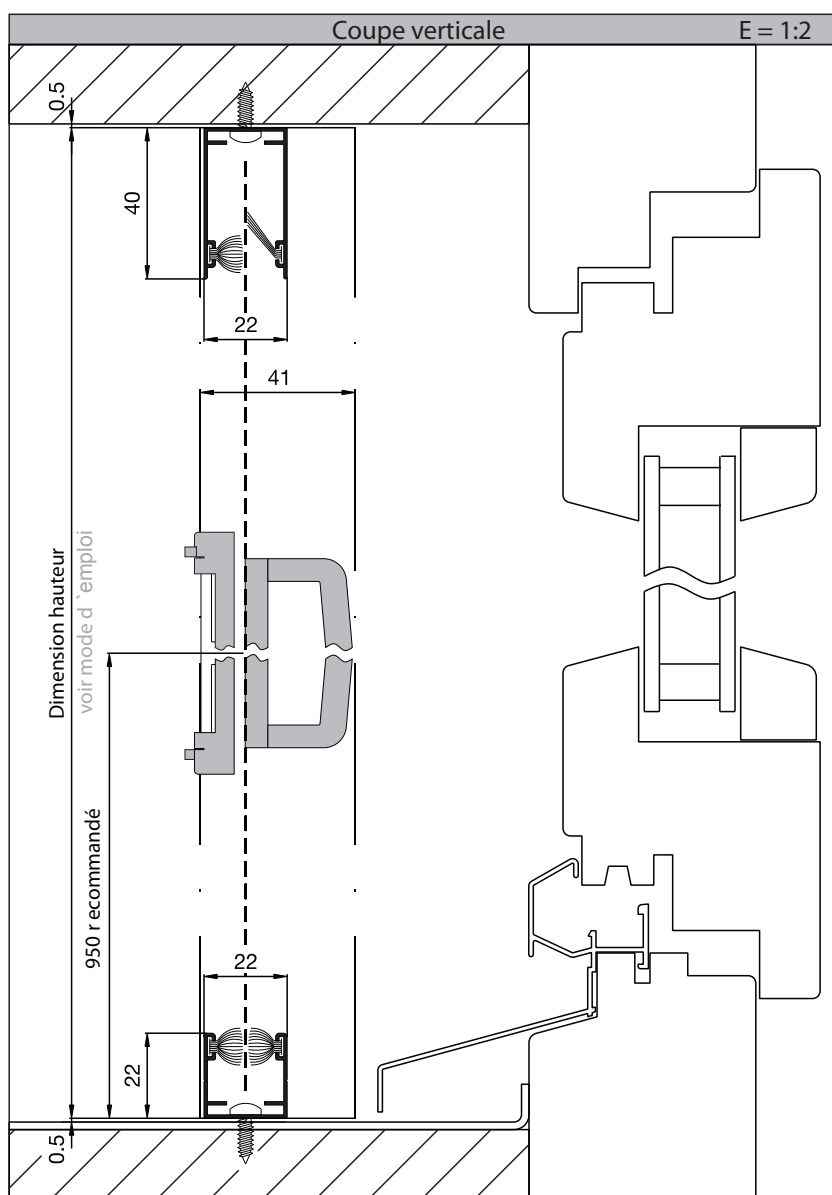 Coupe verticale
E = 1:2
0.5
40
22
41
Dimension hauteur
voir mode d `emploi
950 r ecommandé
22
22
0.5